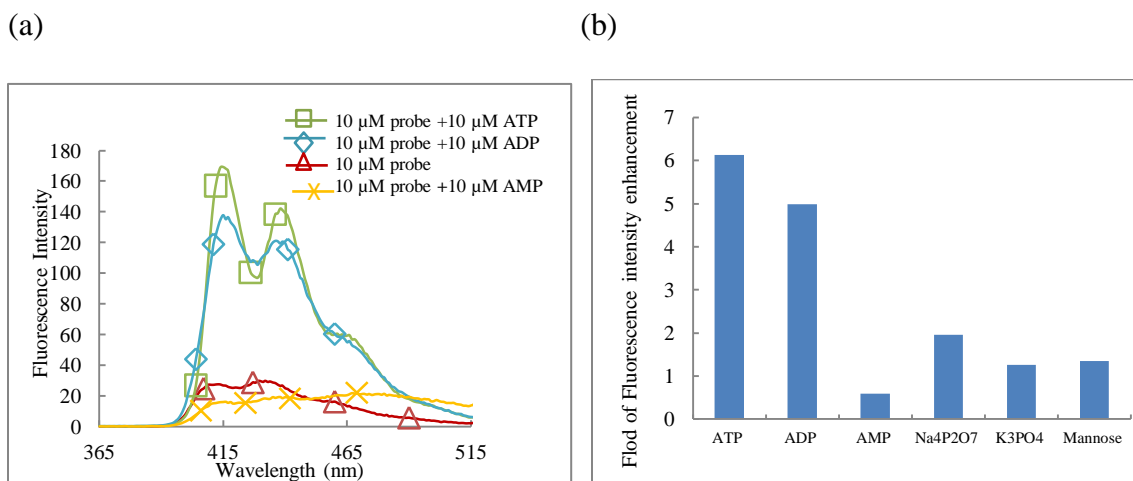 (a)
(b)
10 µM probe +10 µM ATP
10 µM probe +10 µM ADP
10 µM probe
10 µM probe +10 µM AMP
180
160
140
120
100
80
60
40
20
0
Fluorescence Intensity
365 415 465 515
Wavelength (nm)
Flod of Fluorescence intensity enhancement
7
6
5
4
3
2
1
0
ATP ADP AMP Na4P2O7 K3PO4 Mannose